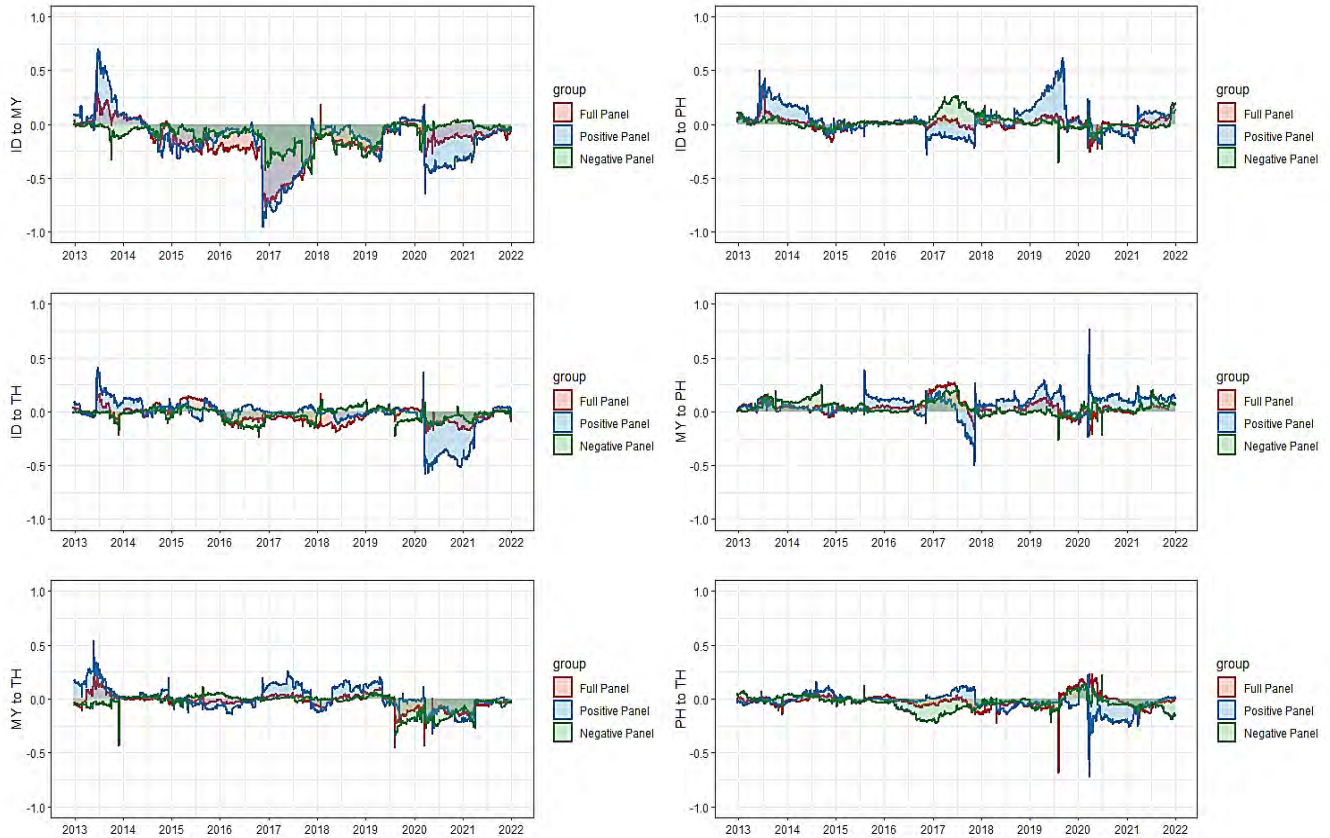 1.0
0.5
0.0
-0.5
-1.0
ID to MY
2013 2014 2015 2016 2017 2018 2019 2020 2021 2022
group
Full Panel
Positive Panel
Negative Panel
1.0
0.5
0.0
-0.5
-1.0
ID to PH
2013 2014 2015 2016 2017 2018 2019 2020 2021 2022
group
Full Panel
Positive Panel
Negative Panel
1.0
0.5
0.0
-0.5
-1.0
ID to TH
2013 2014 2015 2016 2017 2018 2019 2020 2021 2022
group
Full Panel
Positive Panel
Negative Panel
1.0
0.5
0.0
-0.5
-1.0
MY to PH
2013 2014 2015 2016 2017 2018 2019 2020 2021 2022
group
Full Panel
Positive Panel
Negative Panel
1.0
0.5
0.0
-0.5
-1.0
MY to TH
2013 2014 2015 2016 2017 2018 2019 2020 2021 2022
group
Full Panel
Positive Panel
Negative Panel
1.0
0.5
0.0
-0.5
-1.0
PH to TH
2013 2014 2015 2016 2017 2018 2019 2020 2021 2022
group
Full Panel
Positive Panel
Negative Panel